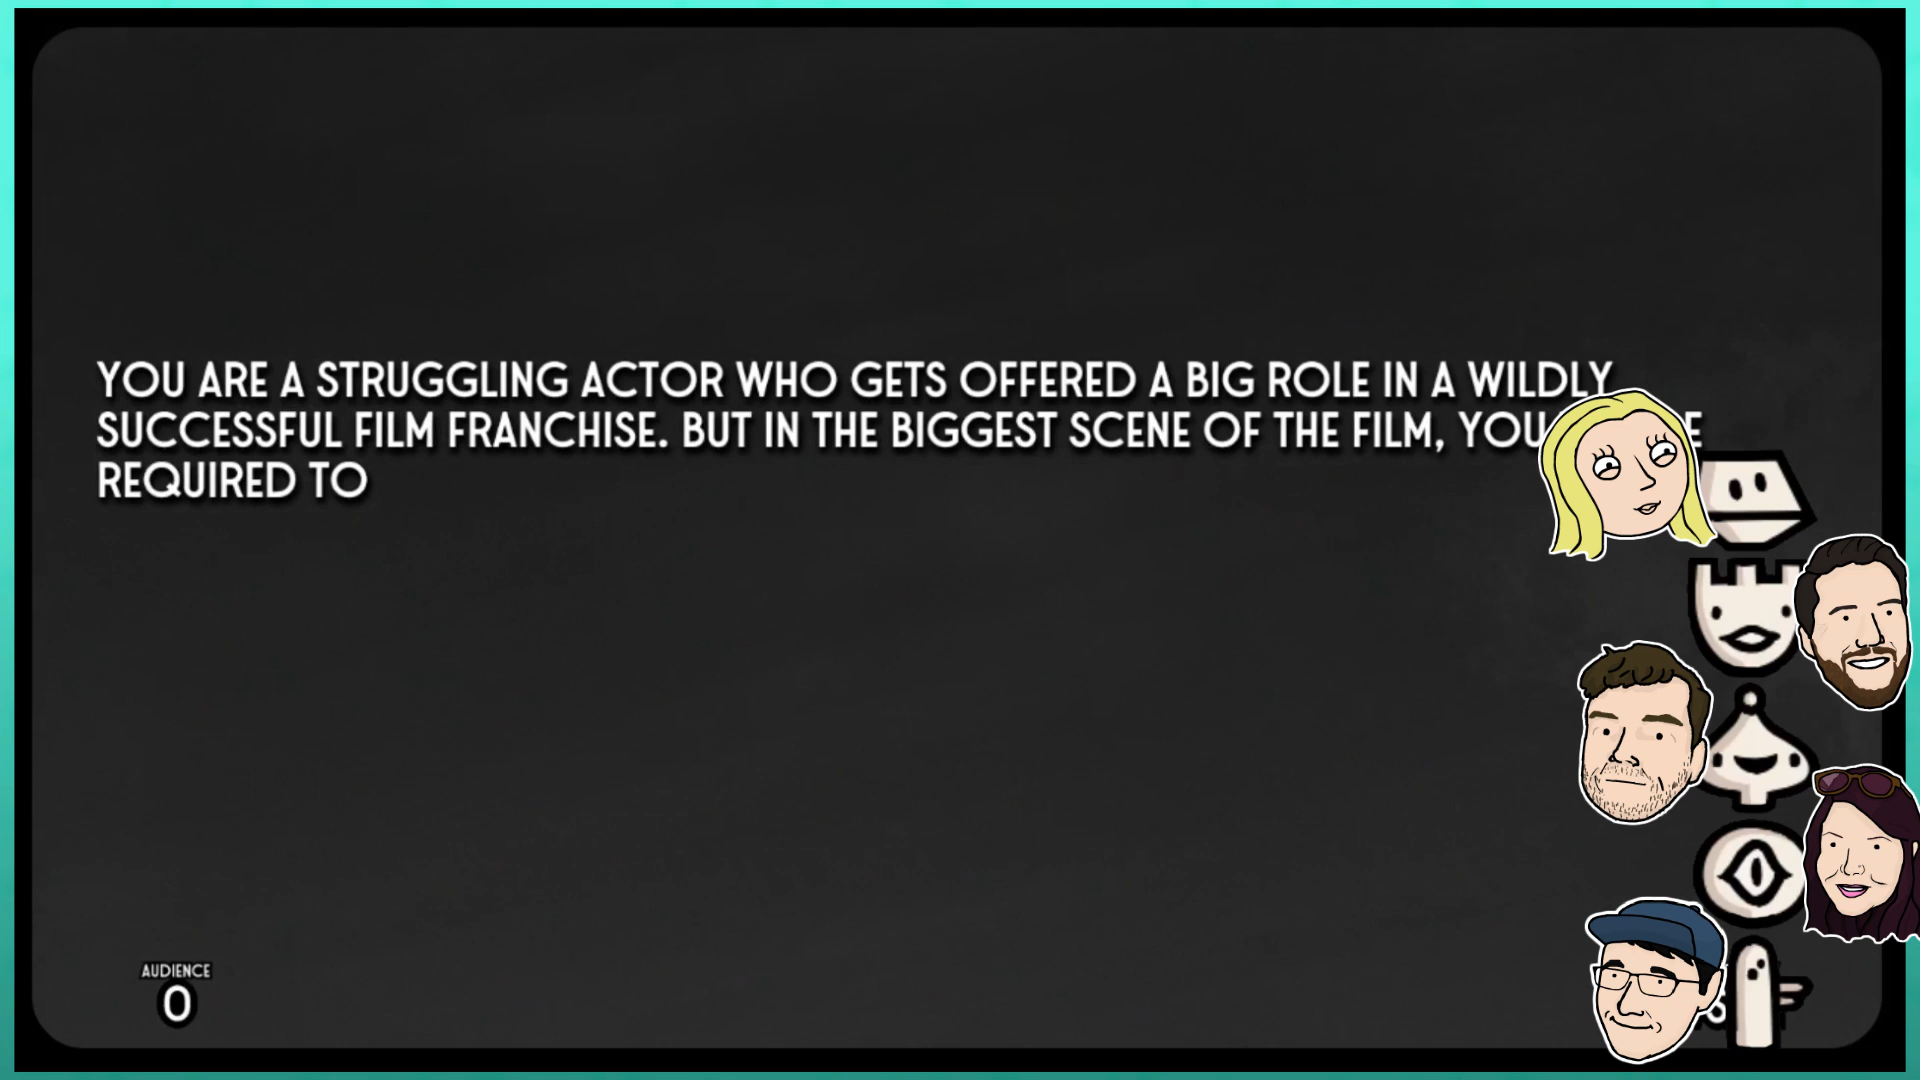 YOU ARE A STRUGGLING ACTOR WHO GETS OFFERED A BIG ROLE IN A WILDLY
SUCCESSFUL FILM FRANCHISE. BUT IN THE BIGGEST SCENE OF THE FILM, YOU
REQUIRED TO
AUDIENCE
0